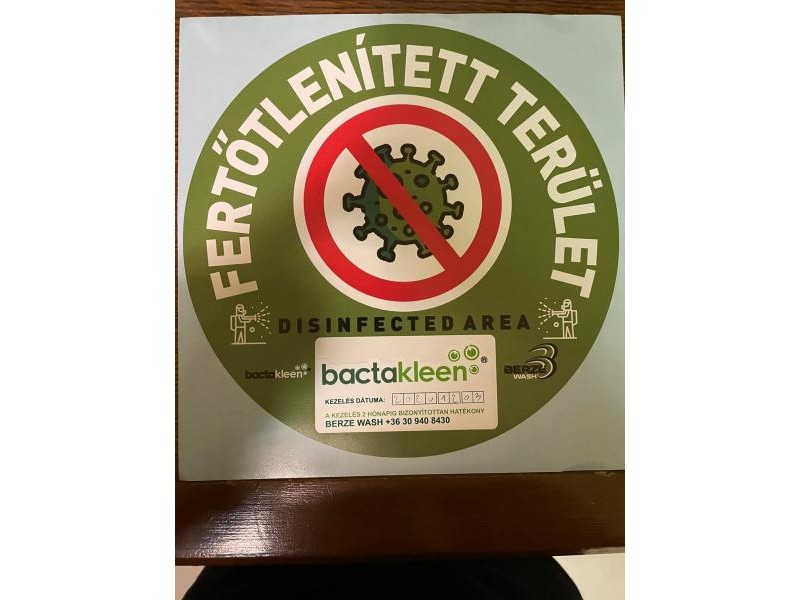 FERTŐTLENÍTETT TERÜLET
DISINFECTED AREA
bactakleen
bactakleen®
BERZE WASH
KEZELÉS DÁTUMA: 20201203
A KEZELÉS 2 HÓNAPIG BIZONYÍTOTTAN HATÉKONY
BERZE WASH +36 30 940 8430